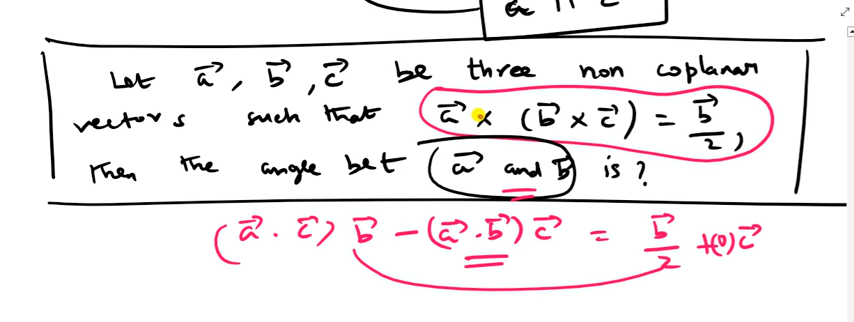 a ∥ c
Let a⃗, b⃗, c⃗ be three non coplanar
vectors such that a⃗ × (b⃗ × c⃗) = b⃗/2,
then the angle bet a⃗ and b⃗ is?
(a⃗ . c⃗) b⃗ - (a⃗ . b⃗) c⃗ = b⃗/2 + (0) c⃗